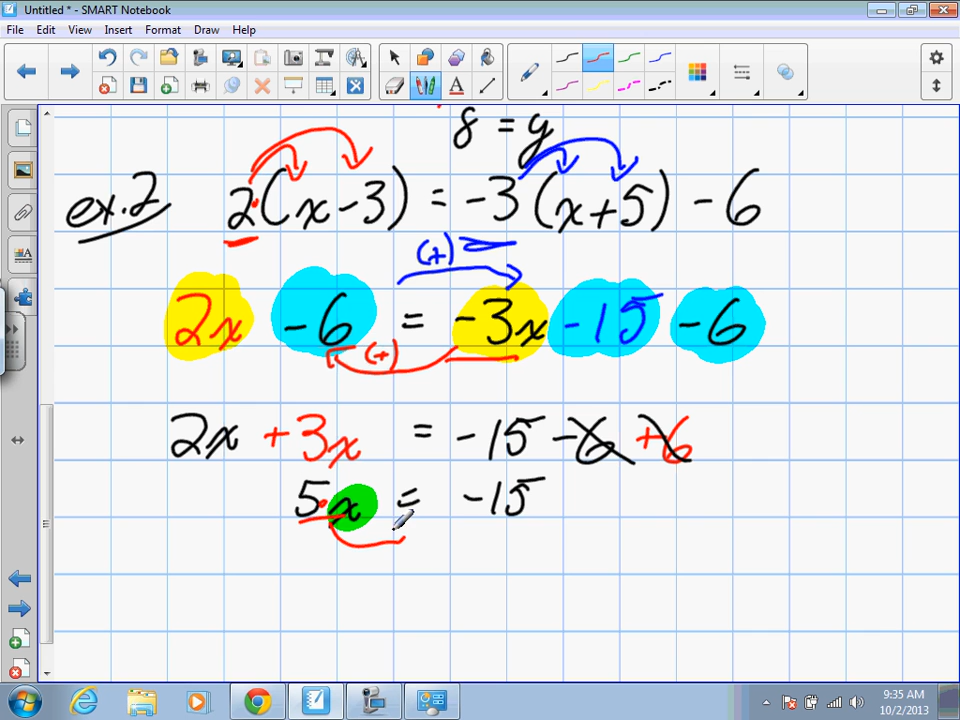 Untitled * - SMART Notebook
File Edit View Insert Format Draw Help
8 = y
ex.2 2·(x-3) = -3(x+5) - 6
(+)
2x -6 = -3x -15 -6
(+)
2x +3x = -15 -6 +6
5·x = -15
9:35 AM
10/2/2013